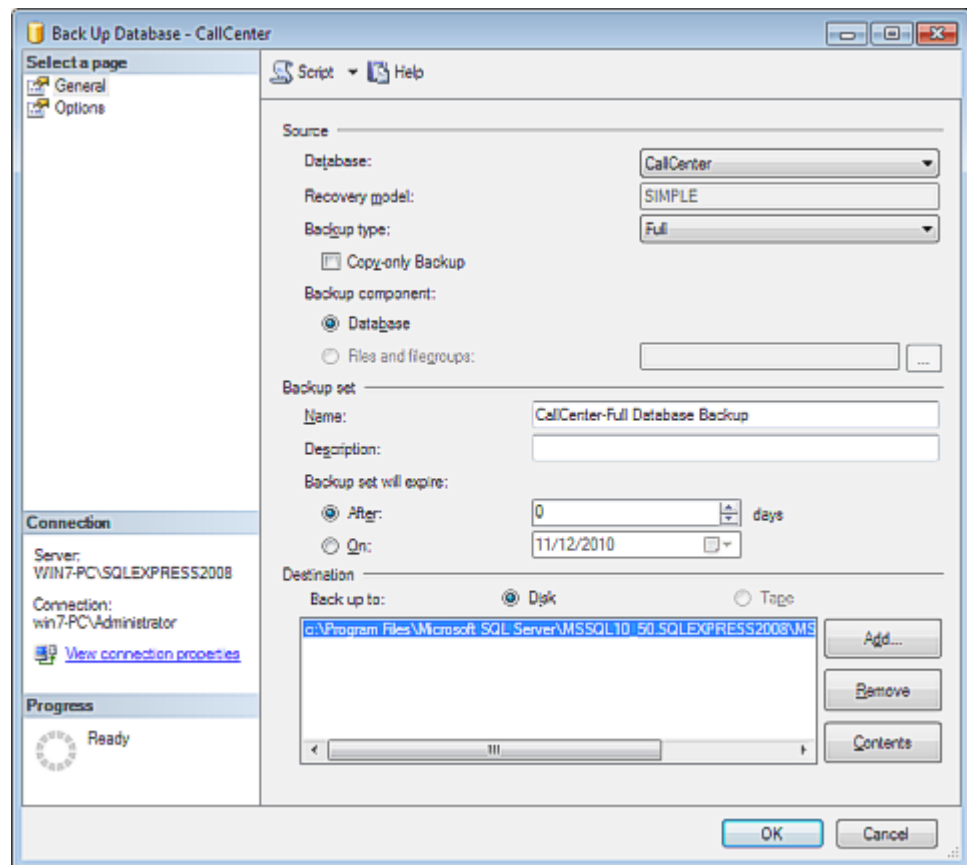 Back Up Database - CallCenter
Select a page
General
Options
Script
Help
Source
Database:
CallCenter
Recovery model:
SIMPLE
Backup type:
Full
Copy-only Backup
Backup component:
Database
Files and filegroups:
...
Backup set
Name:
CallCenter-Full Database Backup
Description:
Backup set will expire:
After:
0
days
On:
11/12/2010
Destination
Back up to:
Disk
Tape
c:\Program Files\Microsoft SQL Server\MSSQL10_50.SQLEXPRESS2008\MS
Add...
Remove
Contents
Connection
Server:
WIN7-PC\SQLEXPRESS2008
Connection:
win7-PC\Administrator
View connection properties
Progress
Ready
OK
Cancel